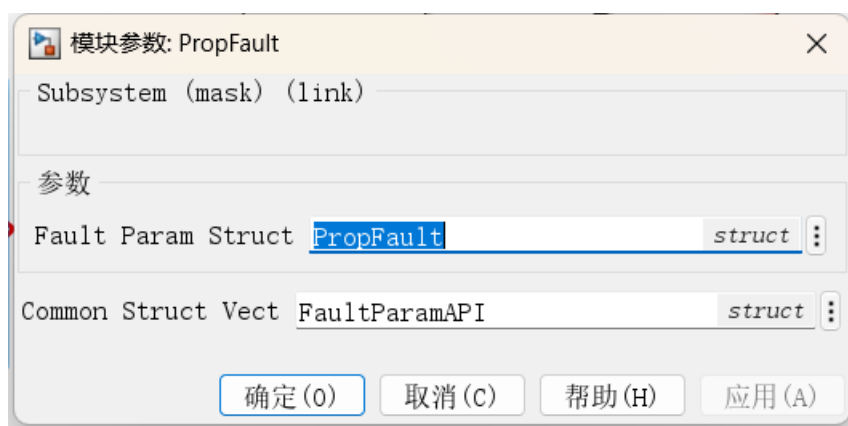 模块参数: PropFault
Subsystem (mask) (link)
参数
Fault Param Struct PropFault struct
Common Struct Vect FaultParamAPI struct
确定(O) 取消(C) 帮助(H) 应用(A)